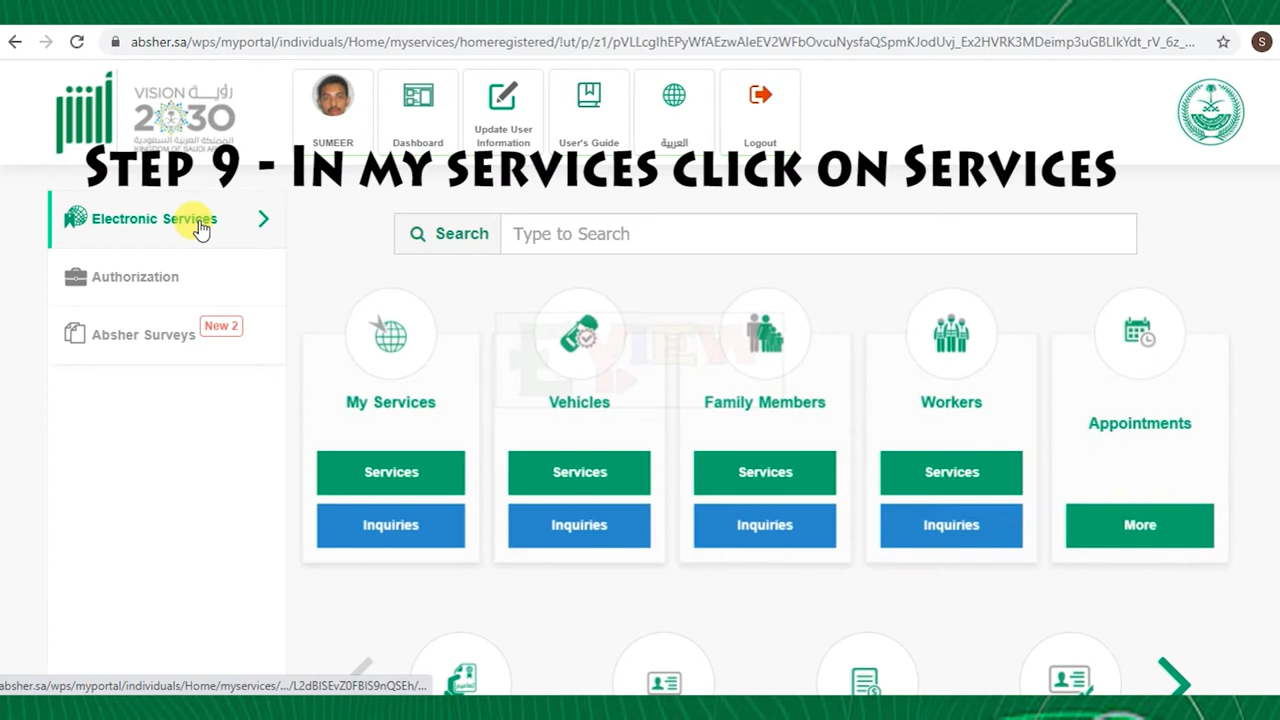 absher.sa/wps/myportal/individuals/Home/myservices/homeregistered/!ut/p/z1/pVLLcgIhEPyWfAEzwAleEV2WFbOvcuNysfaQSpmKJodUvj_Ex2HVRK3MDeimp3uGBLIkYdt_rV_6z_...
S
أبشر
VISION رؤية
2030
المملكة العربية السعودية
KINGDOM OF SAUDI ARABIA
SUMEER
Dashboard
Update User
Information
User's Guide
العربية
Logout
STEP 9 - IN MY SERVICES CLICK ON SERVICES
Electronic Services
Authorization
Absher Surveys New 2
Search Type to Search
My Services
Services
Inquiries
Vehicles
Services
Inquiries
Family Members
Services
Inquiries
Workers
Services
Inquiries
Appointments
More
absher.sa/wps/myportal/individuals/Home/myservices/.../L2dBISEvZ0FBIS9nQSEh/...